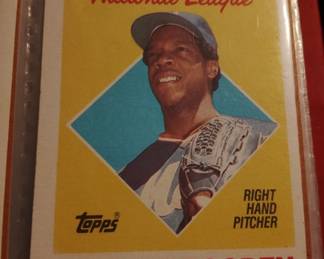 National League
RIGHT
HAND
PITCHER
topps®